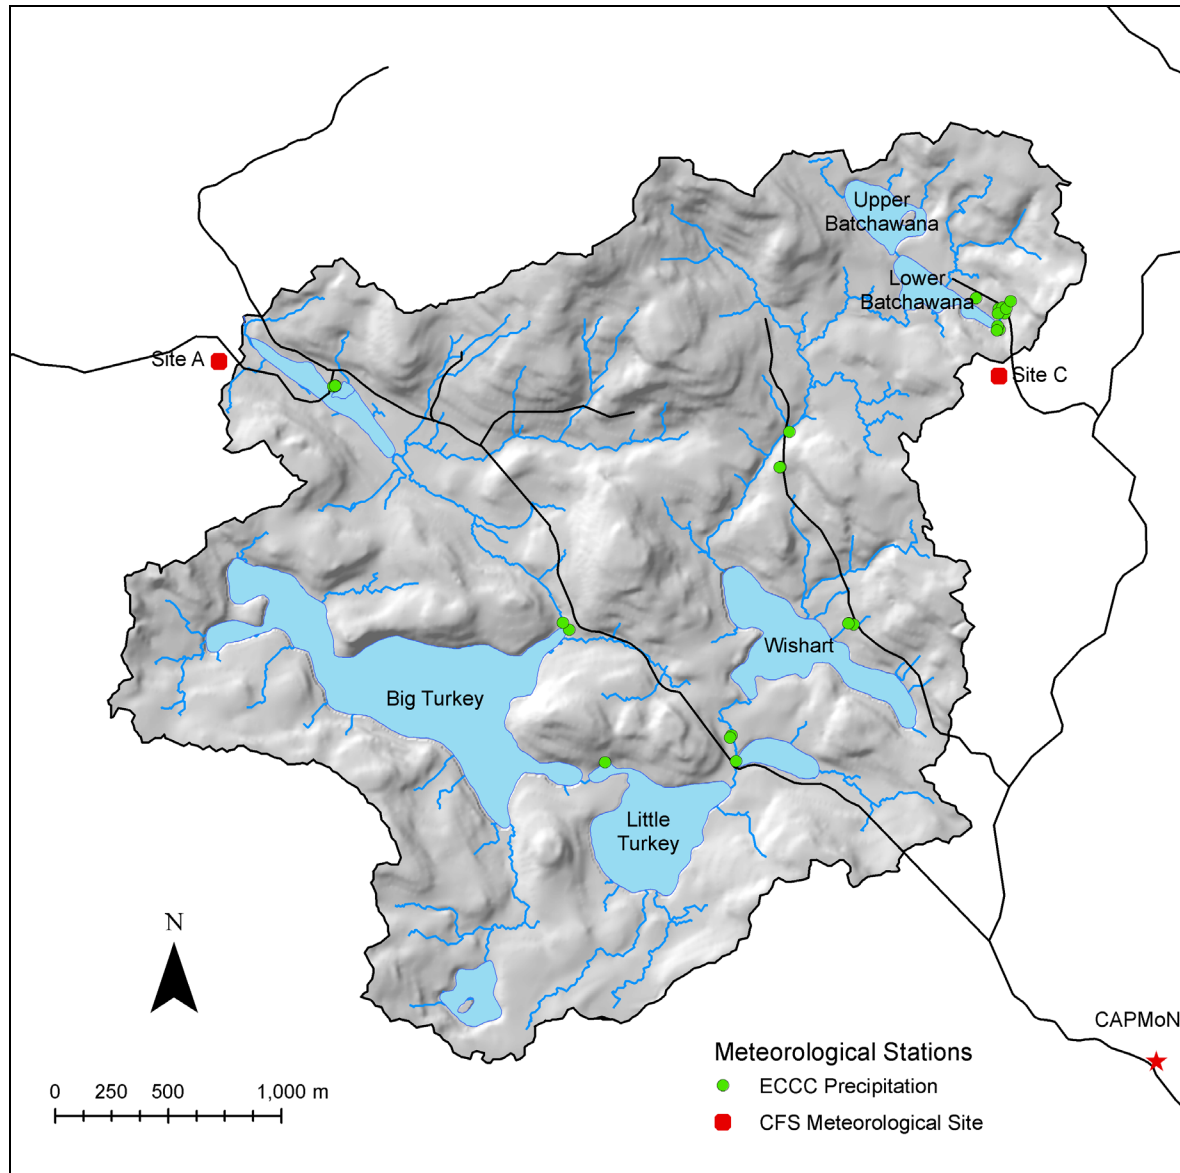 Upper
Batchawana
Lower
Batchawana
Site A
Site C
Wishart
Big Turkey
Little
Turkey
N
CAPMoN
Meteorological Stations
ECCC Precipitation
CFS Meteorological Site
0 250 500 1,000 m